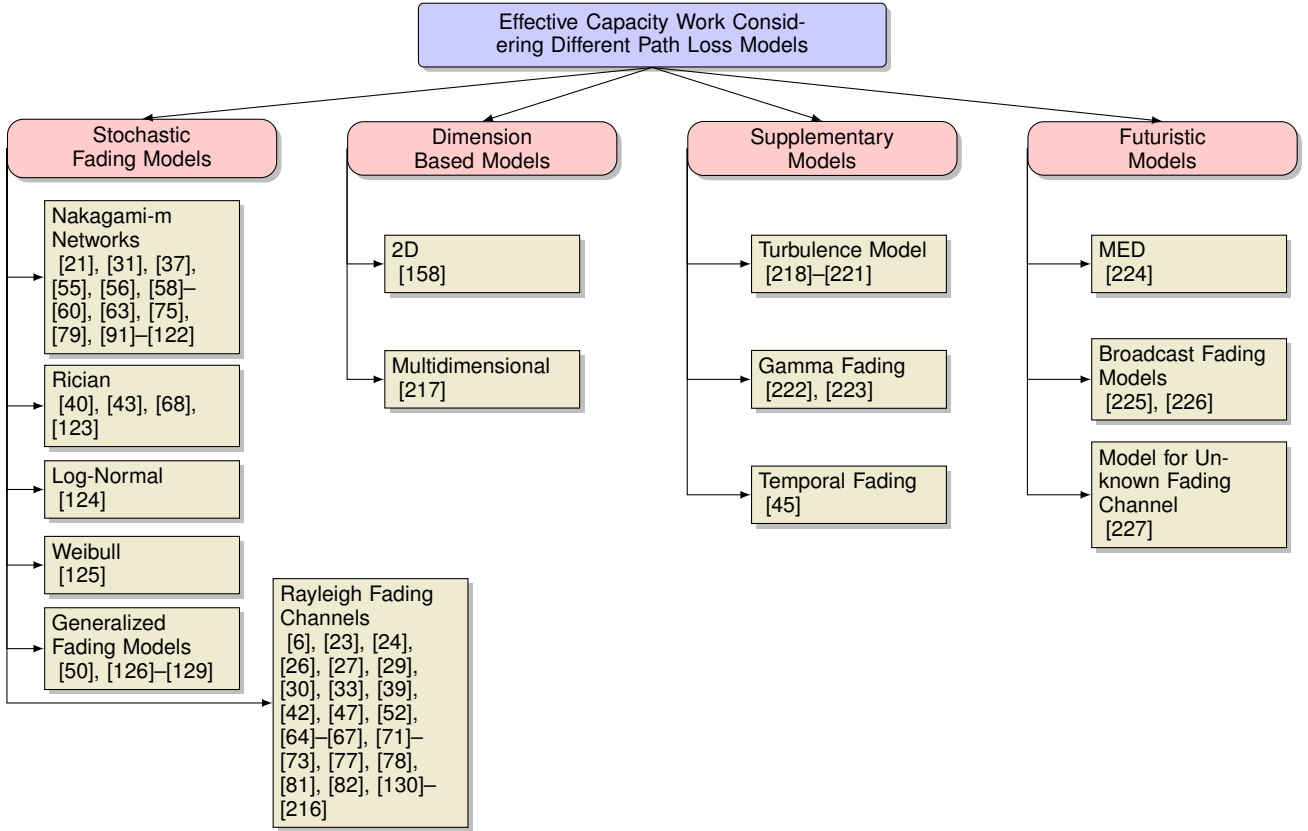 Effective Capacity Work Consid-
ering Different Path Loss Models
Stochastic
Fading Models
Nakagami-m
Networks
[21], [31], [37],
[55], [56], [58]–
[60], [63], [75],
[79], [91]–[122]
Rician
[40], [43], [68],
[123]
Log-Normal
[124]
Weibull
[125]
Generalized
Fading Models
[50], [126]–[129]
Rayleigh Fading
Channels
[6], [23], [24],
[26], [27], [29],
[30], [33], [39],
[42], [47], [52],
[64]–[67], [71]–
[73], [77], [78],
[81], [82], [130]–
[216]
Dimension
Based Models
2D
[158]
Multidimensional
[217]
Supplementary
Models
Turbulence Model
[218]–[221]
Gamma Fading
[222], [223]
Temporal Fading
[45]
Futuristic
Models
MED
[224]
Broadcast Fading
Models
[225], [226]
Model for Un-
known Fading
Channel
[227]